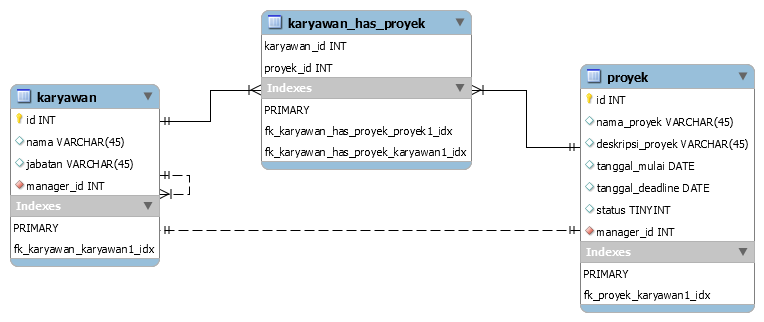 karyawan_has_proyek
karyawan_id INT
proyek_id INT
Indexes
PRIMARY
fk_karyawan_has_proyek_proyek1_idx
fk_karyawan_has_proyek_karyawan1_idx
karyawan
id INT
nama VARCHAR(45)
jabatan VARCHAR(45)
manager_id INT
Indexes
PRIMARY
fk_karyawan_karyawan1_idx
proyek
id INT
nama_proyek VARCHAR(45)
deskripsi_proyek VARCHAR(45)
tanggal_mulai DATE
tanggal_deadline DATE
status TINYINT
manager_id INT
Indexes
PRIMARY
fk_proyek_karyawan1_idx